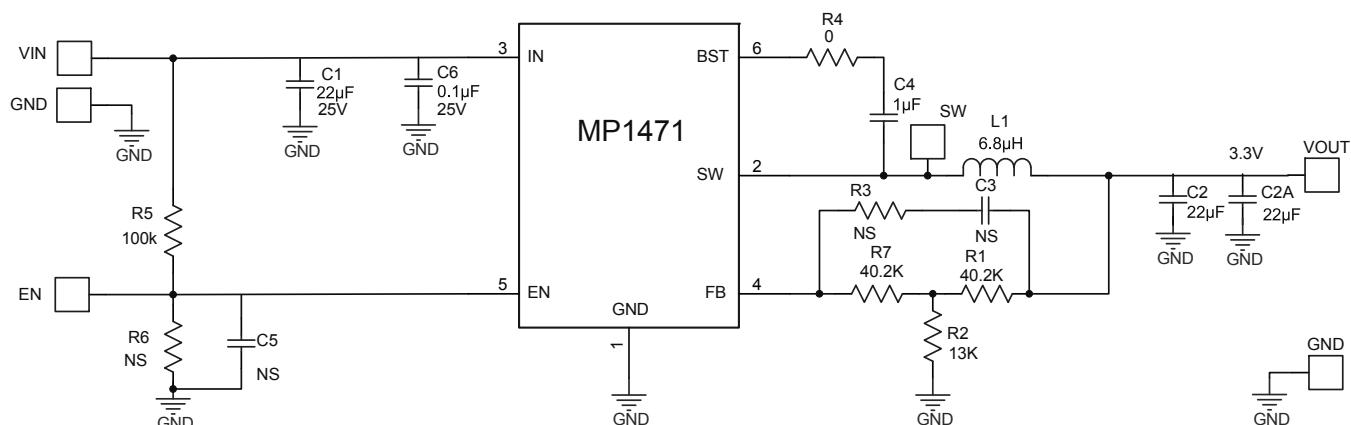 VIN
GND
GND
C1
22µF
25V
GND
C6
0.1µF
25V
GND
R5
100k
EN
R6
NS
C5
NS
GND
3
IN
MP1471
BST
6
SW
2
5
EN
FB
4
GND
1
GND
R4
0
C4
1µF
SW
L1
6.8µH
R3
NS
C3
NS
R7
40.2K
R1
40.2K
R2
13K
GND
3.3V
VOUT
C2
22µF
GND
C2A
22µF
GND
GND
GND